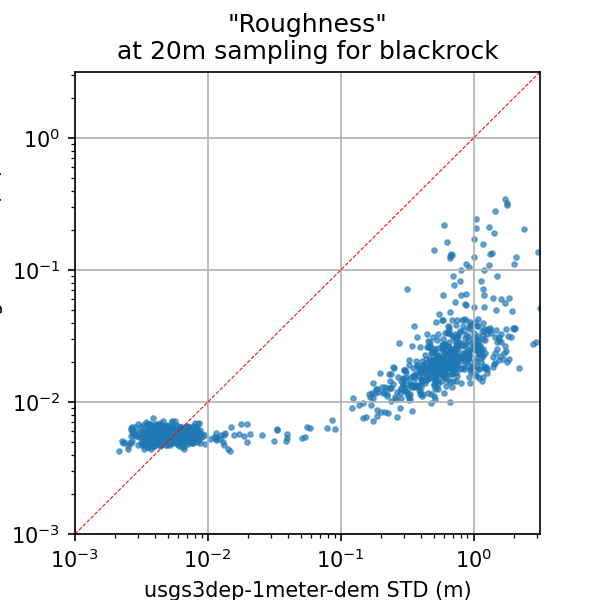 "Roughness"
at 20m sampling for blackrock
10⁰
10⁻¹
10⁻²
10⁻³
10⁻³ 10⁻² 10⁻¹ 10⁰
usgs3dep-1meter-dem STD (m)